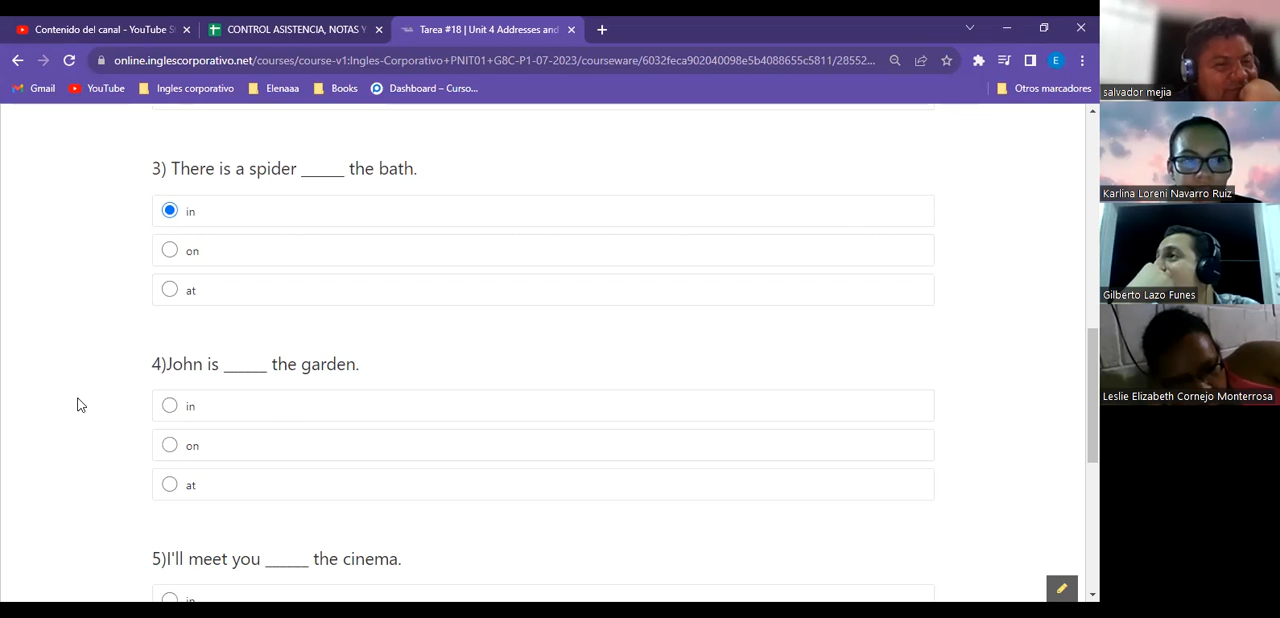 Contenido del canal - YouTube S
CONTROL ASISTENCIA, NOTAS Y
Tarea #18 | Unit 4 Addresses and
online.inglescorporativo.net/courses/course-v1:Ingles-Corporativo+PNIT01+G8C-P1-07-2023/courseware/6032feca902040098e5b4088655c5811/28552...
E
Gmail
YouTube
Ingles corporativo
Elenaaa
Books
Dashboard – Curso...
Otros marcadores
3) There is a spider _____ the bath.
in
on
at
4)John is _____ the garden.
in
on
at
5)I'll meet you ______ the cinema.
in
salvador mejia
Karlina Loreni Navarro Ruiz
Gilberto Lazo Funes
Leslie Elizabeth Cornejo Monterrosa